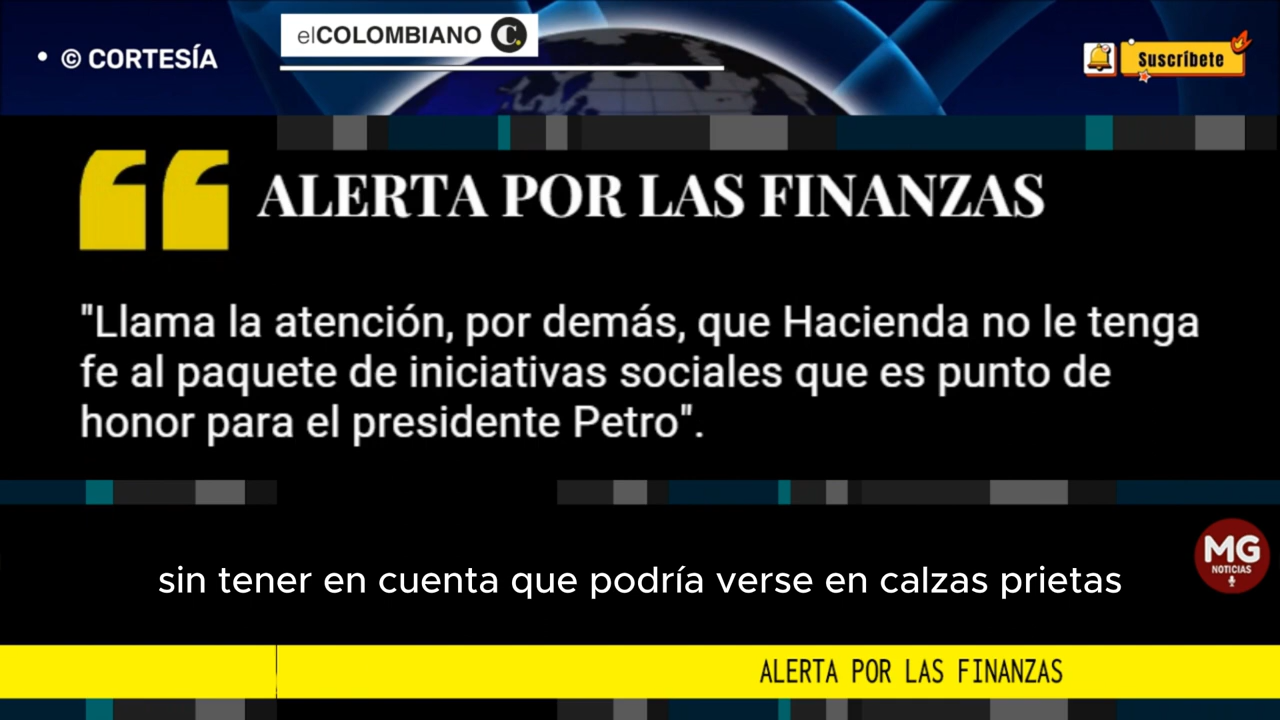 elCOLOMBIANO C.
• © CORTESÍA
Suscríbete
ALERTA POR LAS FINANZAS
"Llama la atención, por demás, que Hacienda no le tenga
fe al paquete de iniciativas sociales que es punto de
honor para el presidente Petro".
MG
NOTICIAS
sin tener en cuenta que podría verse en calzas prietas
ALERTA POR LAS FINANZAS